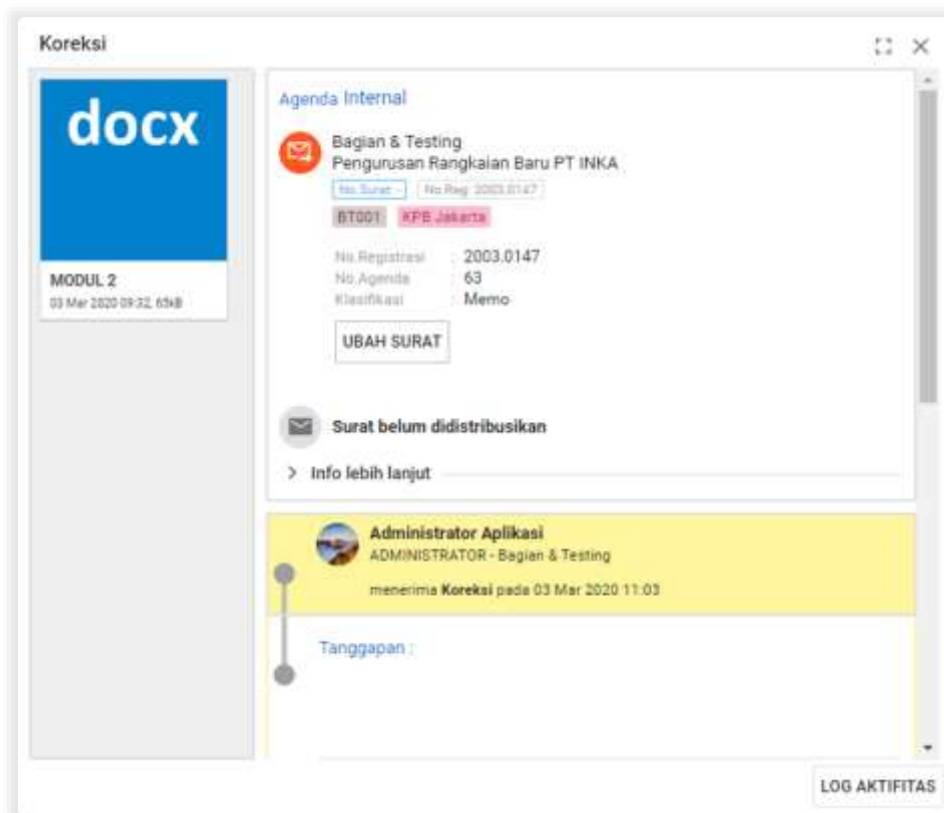 Koreksi
docx
MODUL 2
03 Mar 2020 09:32, 65kB
Agenda Internal
Bagian & Testing
Pengurusan Rangkaian Baru PT INKA
No.Surat - No.Reg: 2003.0147
BT001 KPB Jakarta
No.Registrasi : 2003.0147
No.Agenda : 63
Klasifikasi : Memo
UBAH SURAT
Surat belum didistribusikan
> Info lebih lanjut
Administrator Aplikasi
ADMINISTRATOR - Bagian & Testing
menerima Koreksi pada 03 Mar 2020 11:03
Tanggapan :
LOG AKTIFITAS